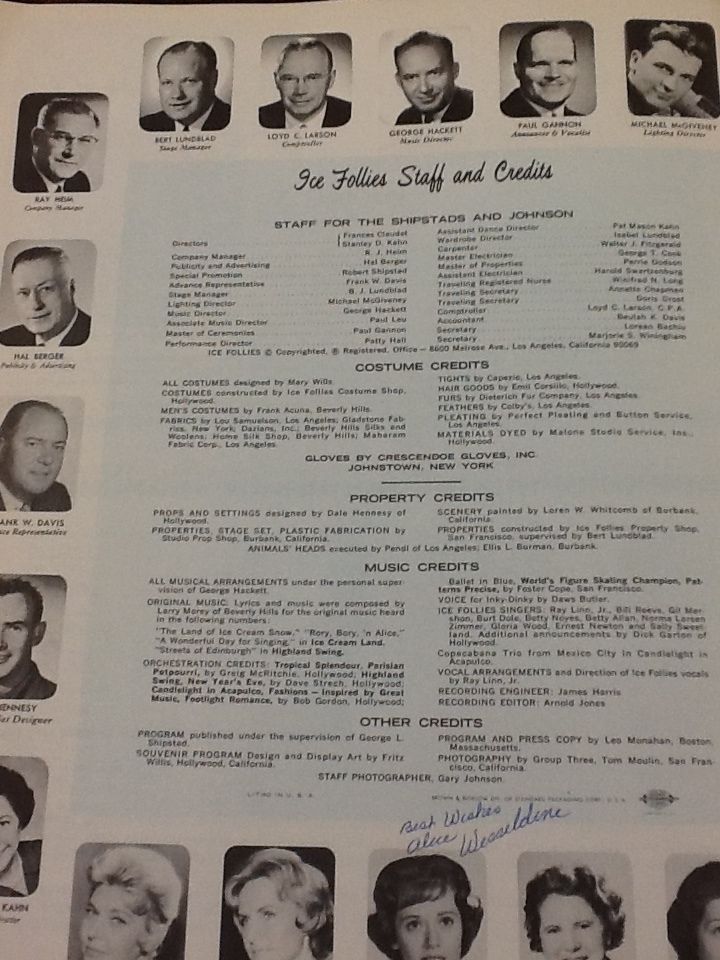 BERT LUNDBLAD
Stage Manager
LOYD C. LARSON
Comptroller
GEORGE HACKETT
Music Director
PAUL GANNON
Announcer & Vocalist
MICHAEL McGIVENEY
Lighting Director
RAY HEIM
Company Manager
HAL BERGER
Publicity & Advertising
ANK W. DAVIS
ce Representative
ENNESY
Set Designer
KAHN
Ice Follies Staff and Credits
STAFF FOR THE SHIPSTADS AND JOHNSON
Directors Frances Claudet
Stanley D. Kahn
Company Manager R. J. Heim
Publicity and Advertising Hal Berger
Special Promotion Robert Shipstad
Advance Representative Frank W. Davis
Stage Manager B. J. Lundblad
Lighting Director Michael McGiveney
Music Director George Hackett
Associate Music Director Paul Leu
Master of Ceremonies Paul Gannon
Performance Director Patty Hall
Assistant Dance Director Pat Mason Kahn
Wardrobe Director Isabel Lundblad
Carpenter Walter J. Fitzgerald
Master Electrician George T. Cook
Master of Properties Perrie Dodson
Assistant Electrician Harold Swartzenburg
Traveling Registered Nurse Winifred N. Long
Traveling Secretary Annette Chapman
Traveling Secretary Doris Grost
Comptroller Loyd C. Larson, C.P.A.
Accountant Beulah K. Davis
Secretary Lorean Bashiu
Secretary Marjorie S. Winingham
ICE FOLLIES © Copyrighted, ® Registered, Office — 8600 Melrose Ave., Los Angeles, California 90069
COSTUME CREDITS
ALL COSTUMES designed by Mary Wills.
COSTUMES constructed by Ice Follies Costume Shop,
Hollywood.
MEN'S COSTUMES by Frank Acuna, Beverly Hills.
FABRICS by Lou Samuelson, Los Angeles; Gladstone Fab-
rics, New York; Dazians, Inc.; Beverly Hills Silks and
Woolens; Home Silk Shop, Beverly Hills; Maharam
Fabric Corp., Los Angeles.
TIGHTS by Capezio, Los Angeles.
HAIR GOODS by Emil Corsillo, Hollywood.
FURS by Dieterich Fur Company, Los Angeles.
FEATHERS by Colby's, Los Angeles.
PLEATING by Perfect Pleating and Button Service,
Los Angeles.
MATERIALS DYED by Malone Studio Service, Inc.,
Hollywood.
GLOVES BY CRESCENDOE GLOVES, INC.
JOHNSTOWN, NEW YORK
PROPERTY CREDITS
PROPS AND SETTINGS designed by Dale Hennesy of
Hollywood.
PROPERTIES, STAGE SET, PLASTIC FABRICATION by
Studio Prop Shop, Burbank, California.
SCENERY painted by Loren W. Whitcomb of Burbank,
California.
PROPERTIES constructed by Ice Follies Property Shop,
San Francisco, supervised by Bert Lundblad.
ANIMALS' HEADS executed by Pendl of Los Angeles; Ellis L. Burman, Burbank.
MUSIC CREDITS
ALL MUSICAL ARRANGEMENTS under the personal super-
vision of George Hackett.
ORIGINAL MUSIC: Lyrics and music were composed by
Larry Morey of Beverly Hills for the original music heard
in the following numbers:
"The Land of Ice Cream Snow," "Rory, Bory, 'n Alice,"
"A Wonderful Day for Singing," in Ice Cream Land.
"Streets of Edinburgh" in Highland Swing.
ORCHESTRATION CREDITS: Tropical Splendour, Parisian
Potpourri, by Greig McRitchie, Hollywood; Highland
Swing, New Year's Eve, by Dave Strech, Hollywood;
Candlelight in Acapulco, Fashions — Inspired by Great
Music, Footlight Romance, by Bob Gordon, Hollywood;
Ballet in Blue, World's Figure Skating Champion, Pat-
terns Precise, by Foster Cope, San Francisco.
VOICE for Inky-Dinky by Daws Butler.
ICE FOLLIES SINGERS: Ray Linn, Jr., Bill Reeve, Gil Mer-
shon, Burt Dole, Betty Noyes, Betty Allan, Norma Larsen
Zimmer, Gloria Wood, Ernest Newton and Sally Sweet-
land. Additional announcements by Dick Garton of
Hollywood.
Copacabana Trio from Mexico City in Candlelight in
Acapulco.
VOCAL ARRANGEMENTS and Direction of Ice Follies vocals
by Ray Linn, Jr.
RECORDING ENGINEER: James Harris
RECORDING EDITOR: Arnold Jones
OTHER CREDITS
PROGRAM published under the supervision of George L.
Shipstad.
SOUVENIR PROGRAM Design and Display Art by Fritz
Willis, Hollywood, California.
PROGRAM AND PRESS COPY by Leo Monahan, Boston,
Massachusetts.
PHOTOGRAPHY by Group Three, Tom Moulin, San Fran-
cisco, California.
STAFF PHOTOGRAPHER, Gary Johnson.
LITHO IN U.S.A.
Best Wishes
Alice Wesseldine